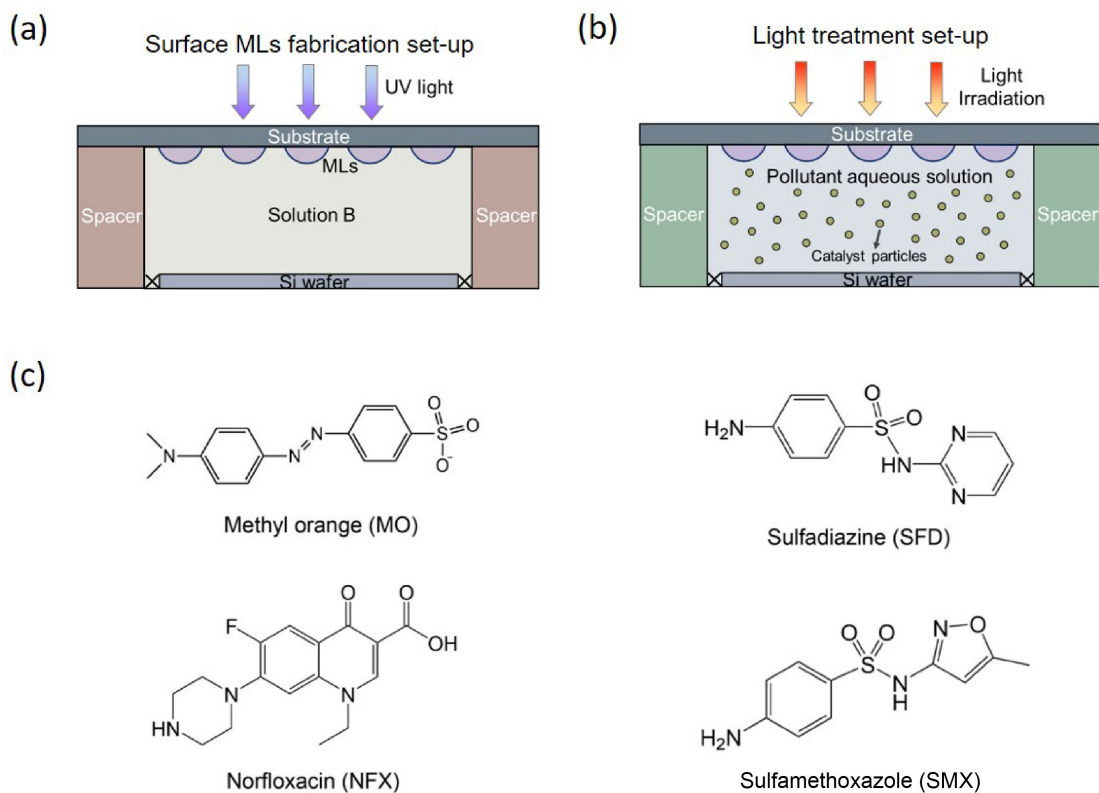 (a)
Surface MLs fabrication set-up
UV light
Substrate
MLs
Spacer
Solution B
Spacer
Si wafer
(b)
Light treatment set-up
Light
Irradiation
Substrate
Pollutant aqueous solution
Spacer
Spacer
Catalyst particles
Si wafer
(c)
N
N
N
S
O
O
O-
Methyl orange (MO)
H2N
S
O
O
HN
N
N
Sulfadiazine (SFD)
O
O
F
OH
N
N
HN
Norfloxacin (NFX)
O
O
S
N
O
N
H
H2N
Sulfamethoxazole (SMX)